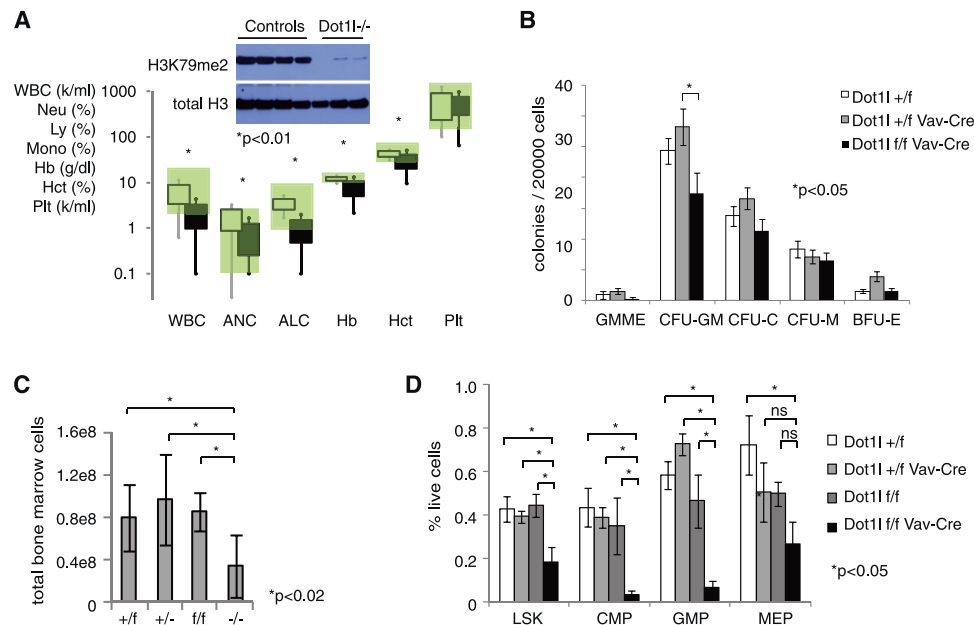 A
Controls Dot1l-/-
H3K79me2
total H3
*p<0.01
WBC (k/ml)
Neu (%)
Ly (%)
Mono (%)
Hb (g/dl)
Hct (%)
Plt (k/ml)
1000
100
10
1
0.1
* * * * *
WBC ANC ALC Hb Hct Plt
B
colonies / 20000 cells
40
30
20
10
0
*
Dot1l +/f
Dot1l +/f Vav-Cre
Dot1l f/f Vav-Cre
*p<0.05
GMME CFU-GM CFU-C CFU-M BFU-E
C
total bone marrow cells
1.6e8
1.2e8
0.8e8
0.4e8
0
*
*
*
+/f +/- f/f -/-
*p<0.02
D
% live cells
1.0
0.8
0.6
0.4
0.2
0
* * *
* * *
* * *
*
ns
ns
*
LSK CMP GMP MEP
Dot1l +/f
Dot1l +/f Vav-Cre
Dot1l f/f
Dot1l f/f Vav-Cre
*p<0.05